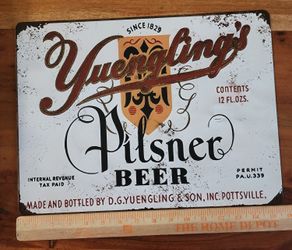 SINCE 1829
Yuengling's
CONTENTS
12 FL.OZS.
Pilsner
BEER
INTERNAL REVENUE
TAX PAID
PERMIT
PA.U.339
MADE AND BOTTLED BY D.G.YUENGLING & SON, INC. POTTSVILLE,
THE HOME DEPOT